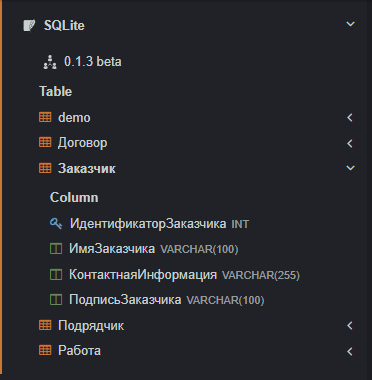 SQLite
0.1.3 beta
Table
demo
Договор
Заказчик
Column
ИдентификаторЗаказчика INT
ИмяЗаказчика VARCHAR(100)
КонтактнаяИнформация VARCHAR(255)
ПодписьЗаказчика VARCHAR(100)
Подрядчик
Работа